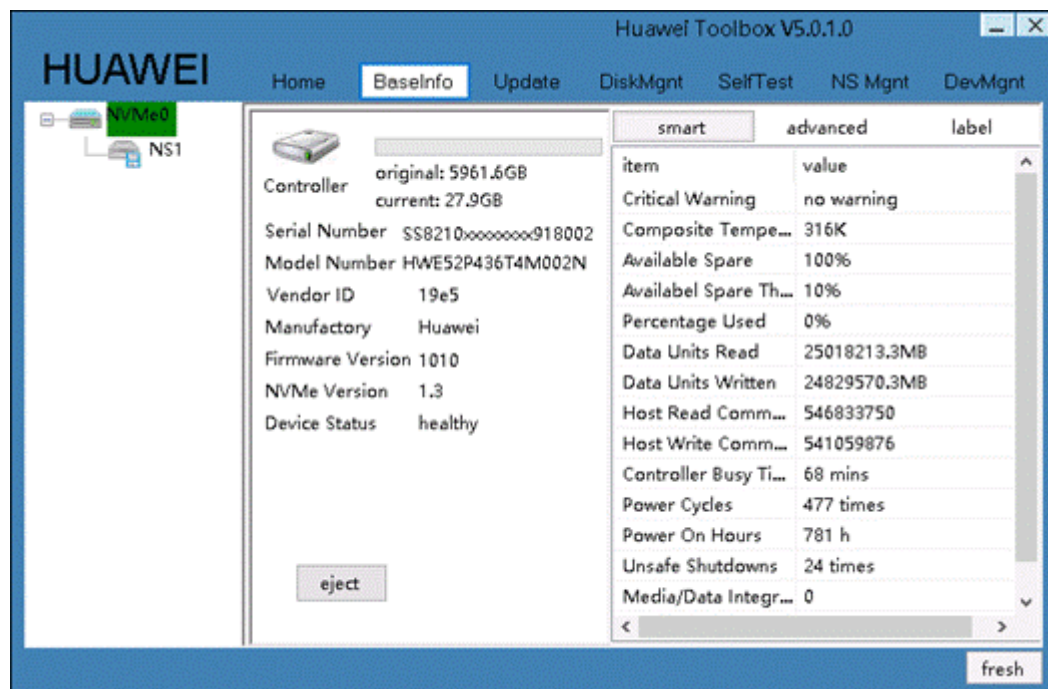 Huawei Toolbox V5.0.1.0
HUAWEI
Home BaseInfo Update DiskMgnt SelfTest NS Mgnt DevMgnt
NVMe0
NS1
Controller
original: 5961.6GB
current: 27.9GB
Serial Number SS8210xxxxxxxx918002
Model Number HWE52P436T4M002N
Vendor ID 19e5
Manufactory Huawei
Firmware Version 1010
NVMe Version 1.3
Device Status healthy
eject
smart advanced label
item value
Critical Warning no warning
Composite Tempe... 316K
Available Spare 100%
Availabel Spare Th... 10%
Percentage Used 0%
Data Units Read 25018213.3MB
Data Units Written 24829570.3MB
Host Read Comm... 546833750
Host Write Comm... 541059876
Controller Busy Ti... 68 mins
Power Cycles 477 times
Power On Hours 781 h
Unsafe Shutdowns 24 times
Media/Data Integr... 0
fresh